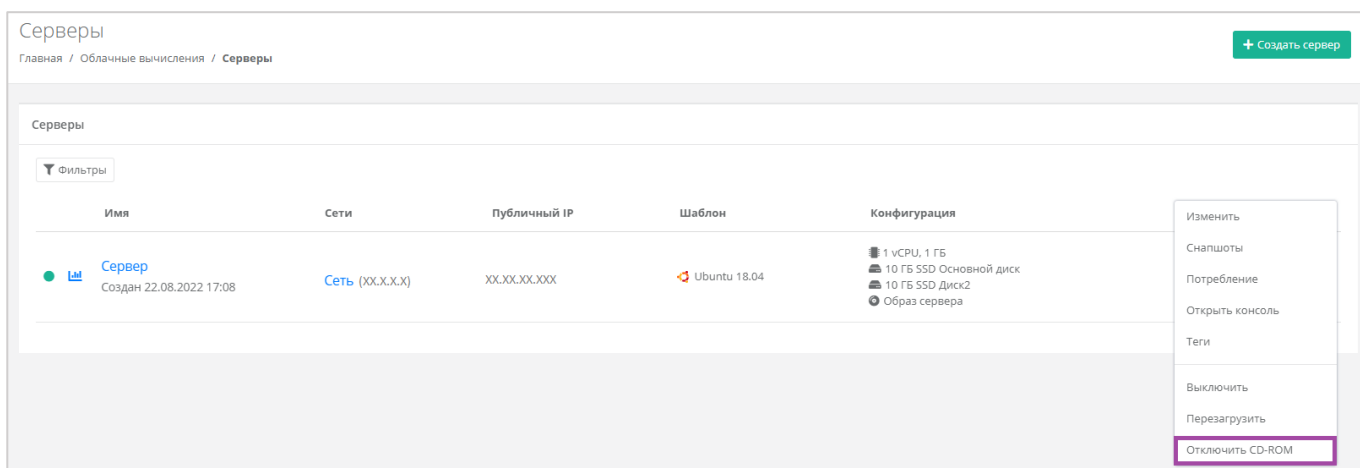 Серверы
Главная / Облачные вычисления / Серверы
+ Создать сервер
Серверы
Фильтры
Имя Сети Публичный IP Шаблон Конфигурация
Сервер
Создан 22.08.2022 17:08
Сеть (XX.X.X.X)
XX.XX.XX.XXX
Ubuntu 18.04
1 vCPU, 1 ГБ
10 ГБ SSD Основной диск
10 ГБ SSD Диск2
Образ сервера
Изменить
Снапшоты
Потребление
Открыть консоль
Теги
Выключить
Перезагрузить
Отключить CD-ROM